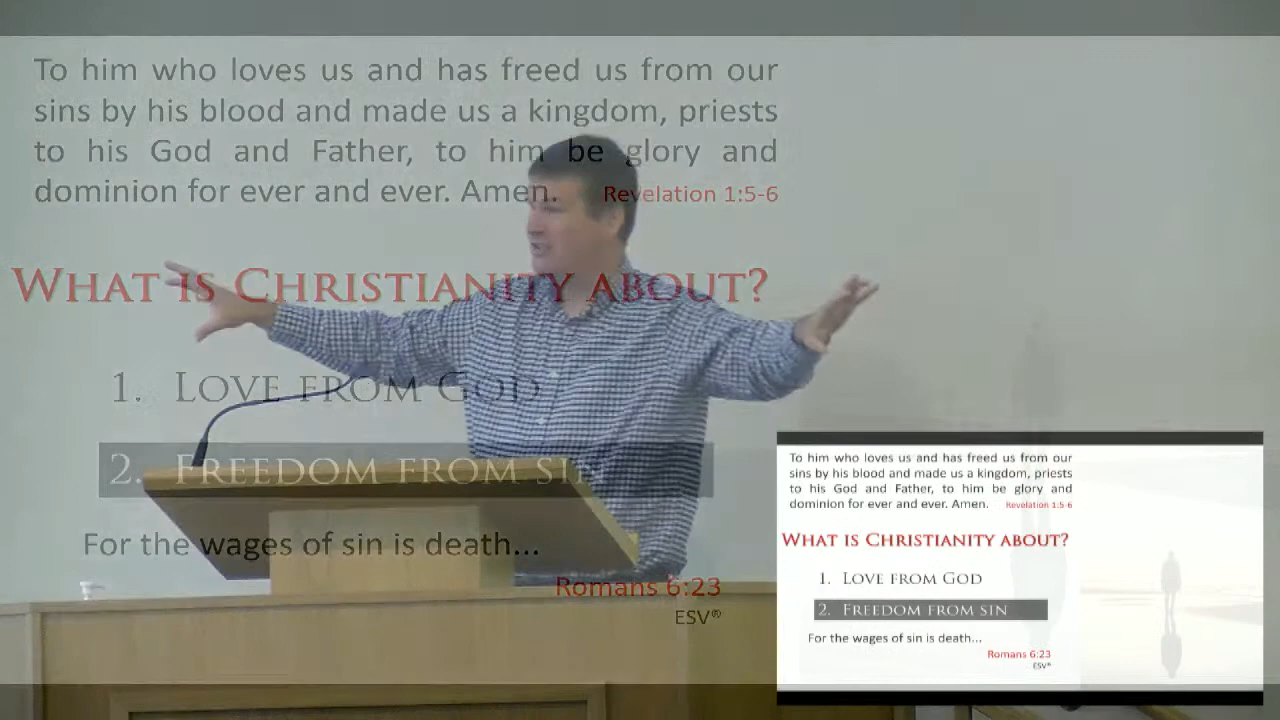 To him who loves us and has freed us from our
sins by his blood and made us a kingdom, priests
to his God and Father, to him be glory and
dominion for ever and ever. Amen. Revelation 1:5-6
What is Christianity about?
1. Love from God
2. Freedom from sin
For the wages of sin is death...
Romans 6:23
ESV®
To him who loves us and has freed us from our
sins by his blood and made us a kingdom, priests
to his God and Father, to him be glory and
dominion for ever and ever. Amen. Revelation 1:5-6
What is Christianity about?
1. Love from God
2. Freedom from sin
For the wages of sin is death...
Romans 6:23
ESV®